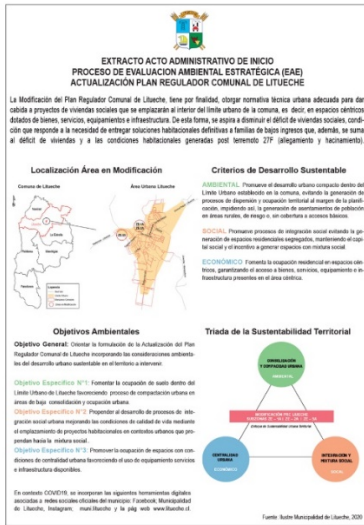 EXTRACTO ACTO ADMINISTRATIVO DE INICIO
PROCESO DE EVALUACION AMBIENTAL ESTRATÉGICA (EAE)
ACTUALIZACIÓN PLAN REGULADOR COMUNAL DE LITUECHE
La Modificación del Plan Regulador Comunal de Litueche, tiene por finalidad, otorgar normativa técnica urbana adecuada para dar
cabida a proyectos de viviendas sociales que se emplazarán al interior del límite urbano de la comuna, es decir, en espacios céntricos
dotados de bienes, servicios, equipamientos e infraestructura. De esta forma, se aspira a disminuir el déficit de viviendas sociales, condi-
ción que responde a la necesidad de entregar soluciones habitacionales definitivas a familias de bajos ingresos que, además, se suma
al déficit de viviendas y a las condiciones habitacionales generadas post terremoto 27F (allegamiento y hacinamiento).
Localización Área en Modificación
Comuna de Litueche
Área Urbana Litueche
Criterios de Desarrollo Sustentable
AMBIENTAL Promueve el desarrollo urbano compacto dentro del
Límite Urbano establecido en la comuna, evitando la generación
de procesos de dispersión y ocupación territorial al margen de la planifi-
cación, impidiendo así, la generación de asentamientos de población
en áreas rurales, de riesgo o, sin cobertura o accesos básicos.
SOCIAL Promueve procesos de integración social evitando la ge-
neración de espacios residenciales segregados, manteniendo el capi-
tal social y el incentivo a generar espacios con mixtura social.
ECONÓMICO Fomenta la ocupación residencial en espacios cén-
tricos, garantizando el acceso a bienes, servicios, equipamiento e in-
fraestructura presentes en el área céntrica.
Objetivos Ambientales
Objetivo General: Orientar la formulación de la Actualización del Plan
Regulador Comunal de Litueche incorporando las consideraciones ambienta-
les del desarrollo urbano sustentable en el territorio a intervenir.
Objetivo Específico N°1: Fomentar la ocupación de suelo dentro del
Límite Urbano de Litueche favoreciendo proceso de compactación urbana en
áreas de bajo consolidación y ocupación urbana.
Objetivo Específico N°2: Propender al desarrollo de procesos de inte-
gración social urbana mejorando las condiciones de calidad de vida mediante
el emplazamiento de proyectos habitacionales en contextos urbanos que pro-
pendan hacia la mixtura social.
Objetivo Específico N°3: Promover la ocupación de espacios con con-
diciones de centralidad urbana favoreciendo el uso de equipamiento servicios
e infraestructura disponibles.
En contexto COVID19, se incorporan las siguientes herramientas digitales
asociadas a redes sociales oficiales del municipio: Facebook: Municipalidad
de Litueche, Instagram: muni.litueche y la pág web www.litueche.cl.
Triada de la Sustentabilidad Territorial
CONSOLIDACIÓN
Y COMPACIDAD URBANA
AMBIENTAL
CENTRALIDAD
URBANA
ECONÓMICO
INTEGRACIÓN Y
MIXTURA SOCIAL
SOCIAL
Fuente: Ilustre Municipalidad de Litueche, 2020